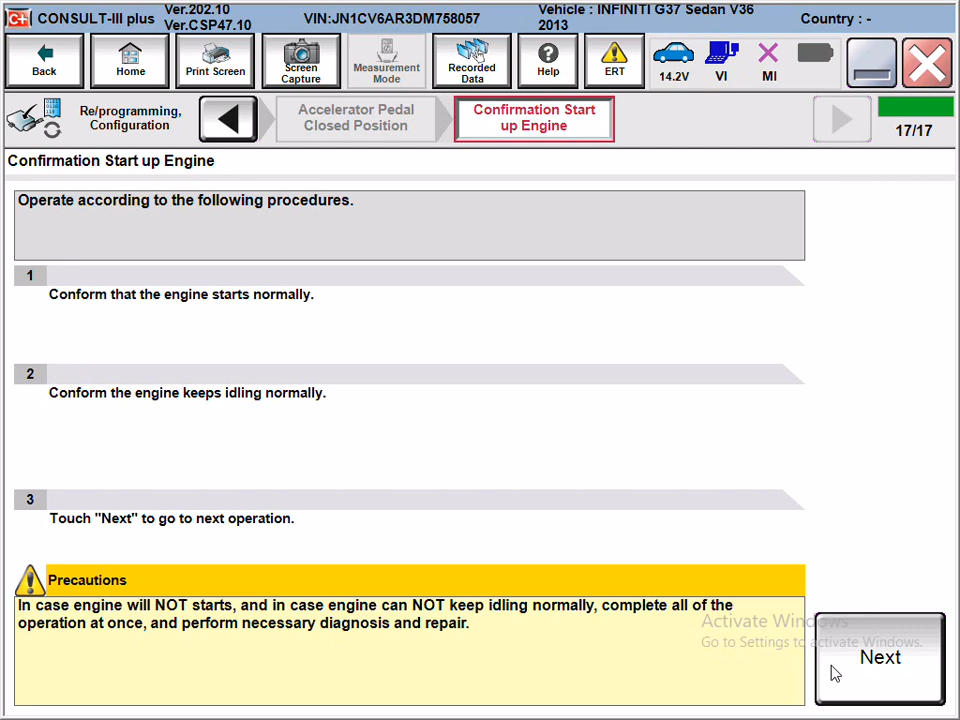 CONSULT-III plus
Ver.202.10
Ver.CSP47.10
VIN:JN1CV6AR3DM758057
Vehicle : INFINITI G37 Sedan V36
2013
Country : -
Back
Home
Print Screen
Screen
Capture
Measurement
Mode
Recorded
Data
Help
ERT
14.2V
VI
MI
Re/programming,
Configuration
Accelerator Pedal
Closed Position
Confirmation Start
up Engine
17/17
Confirmation Start up Engine
Operate according to the following procedures.
1
Conform that the engine starts normally.
2
Conform the engine keeps idling normally.
3
Touch "Next" to go to next operation.
Precautions
In case engine will NOT starts, and in case engine can NOT keep idling normally, complete all of the
operation at once, and perform necessary diagnosis and repair.
Activate Windows
Go to Settings to activate Windows.
Next